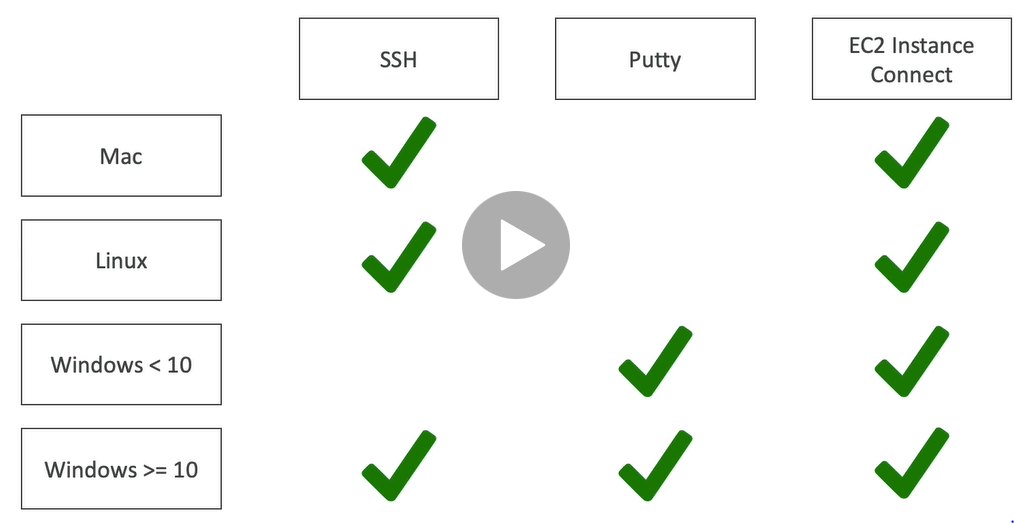 SSH
Putty
EC2 Instance
Connect
Mac
Linux
Windows < 10
Windows >= 10